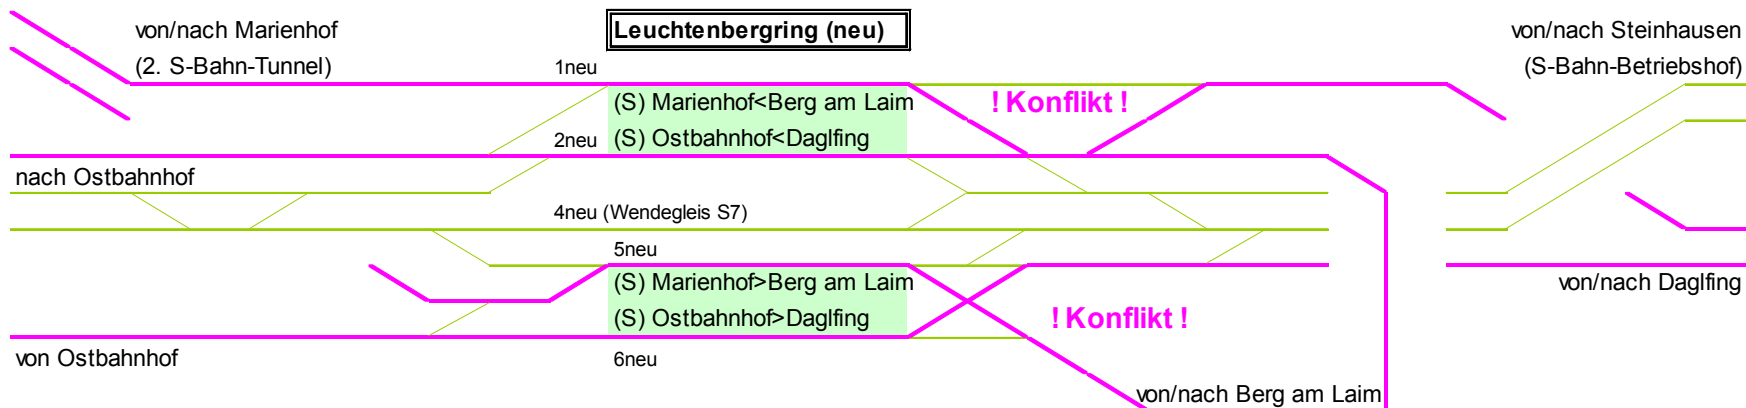 von/nach Marienhof
(2. S-Bahn-Tunnel)
Leuchtenbergring (neu)
von/nach Steinhausen
(S-Bahn-Betriebshof)
1neu
(S) Marienhof<Berg am Laim
! Konflikt !
2neu
(S) Ostbahnhof<Daglfing
nach Ostbahnhof
4neu (Wendegleis S7)
5neu
(S) Marienhof>Berg am Laim
von/nach Daglfing
(S) Ostbahnhof>Daglfing
! Konflikt !
von Ostbahnhof
6neu
von/nach Berg am Laim